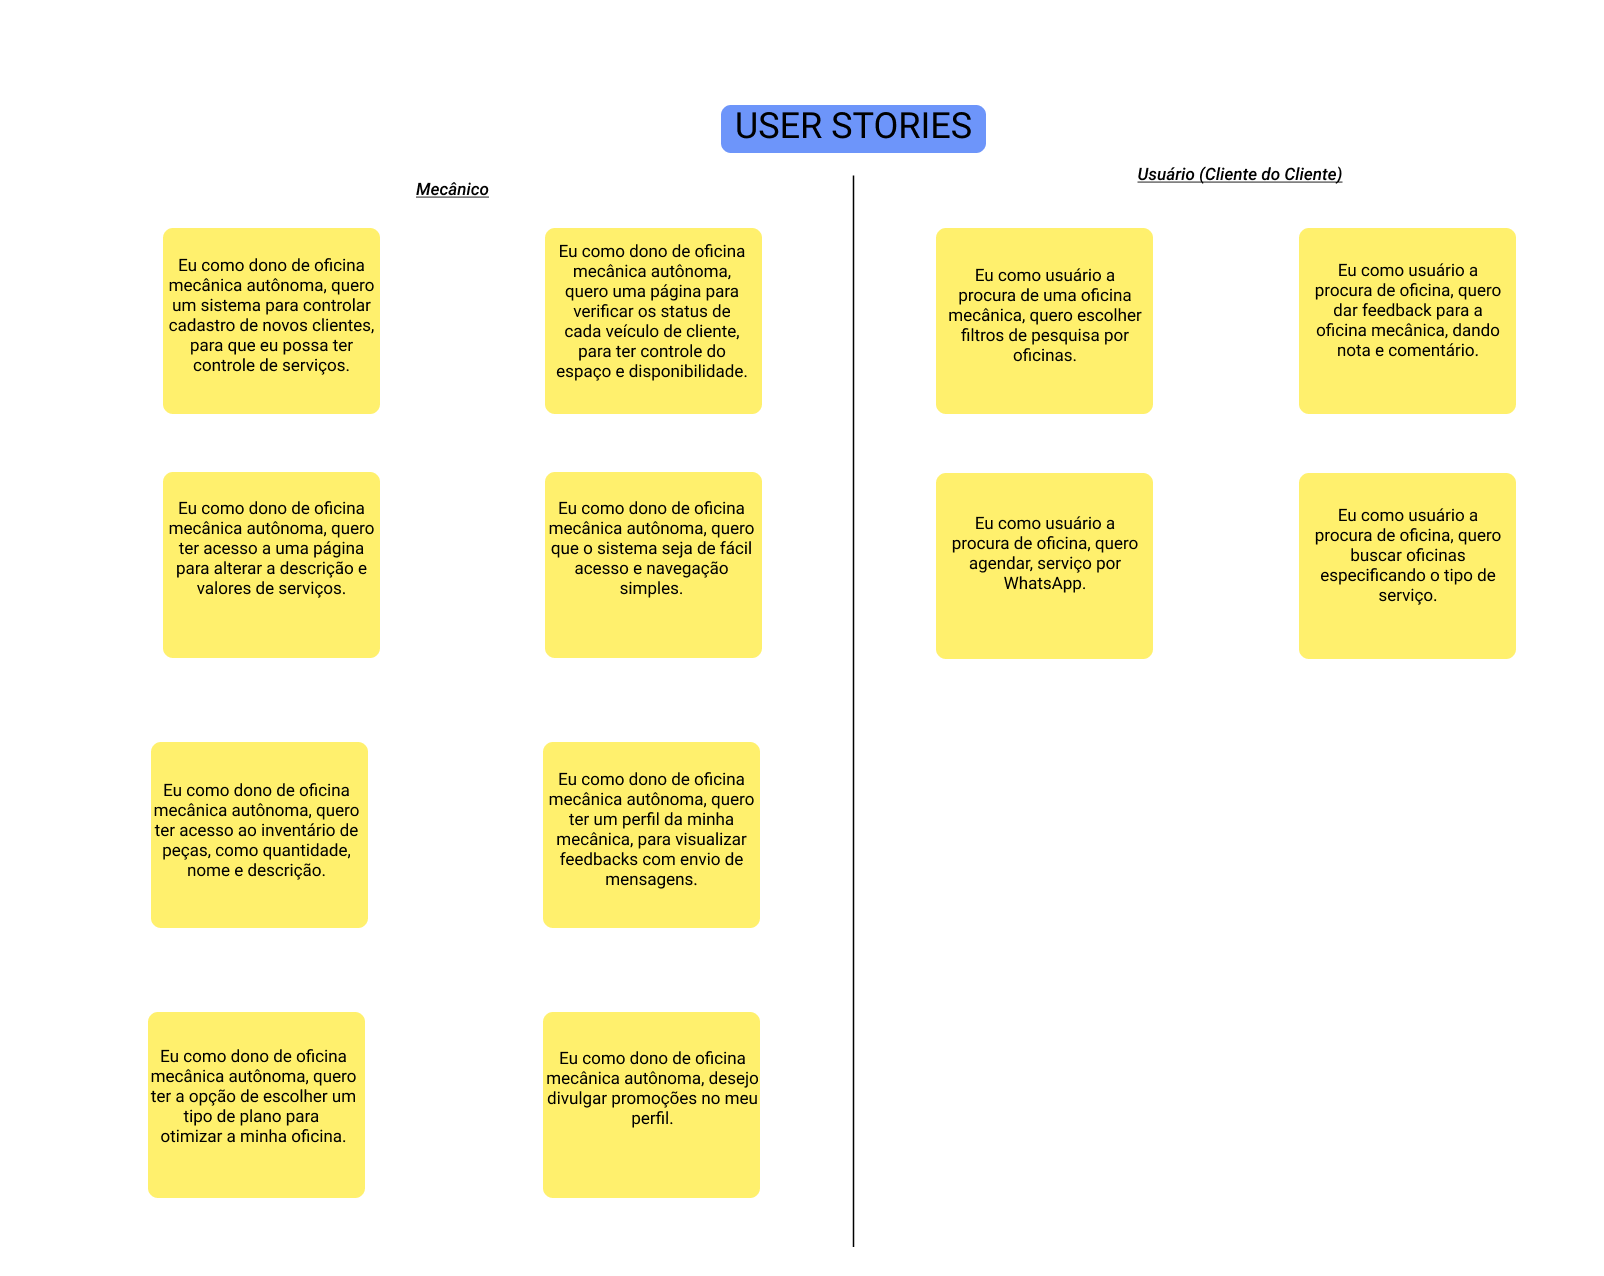 USER STORIES
Mecânico
Eu como dono de oficina
mecânica autônoma, quero
um sistema para controlar
cadastro de novos clientes,
para que eu possa ter
controle de serviços.
Eu como dono de oficina
mecânica autônoma,
quero uma página para
verificar os status de
cada veículo de cliente,
para ter controle do
espaço e disponibilidade.
Eu como dono de oficina
mecânica autônoma, quero
ter acesso a uma página
para alterar a descrição e
valores de serviços.
Eu como dono de oficina
mecânica autônoma, quero
que o sistema seja de fácil
acesso e navegação
simples.
Eu como dono de oficina
mecânica autônoma, quero
ter acesso ao inventário de
peças, como quantidade,
nome e descrição.
Eu como dono de oficina
mecânica autônoma, quero
ter um perfil da minha
mecânica, para visualizar
feedbacks com envio de
mensagens.
Eu como dono de oficina
mecânica autônoma, quero
ter a opção de escolher um
tipo de plano para
otimizar a minha oficina.
Eu como dono de oficina
mecânica autônoma, desejo
divulgar promoções no meu
perfil.
Usuário (Cliente do Cliente)
Eu como usuário a
procura de uma oficina
mecânica, quero escolher
filtros de pesquisa por
oficinas.
Eu como usuário a
procura de oficina, quero
dar feedback para a
oficina mecânica, dando
nota e comentário.
Eu como usuário a
procura de oficina, quero
agendar, serviço por
WhatsApp.
Eu como usuário a
procura de oficina, quero
buscar oficinas
especificando o tipo de
serviço.